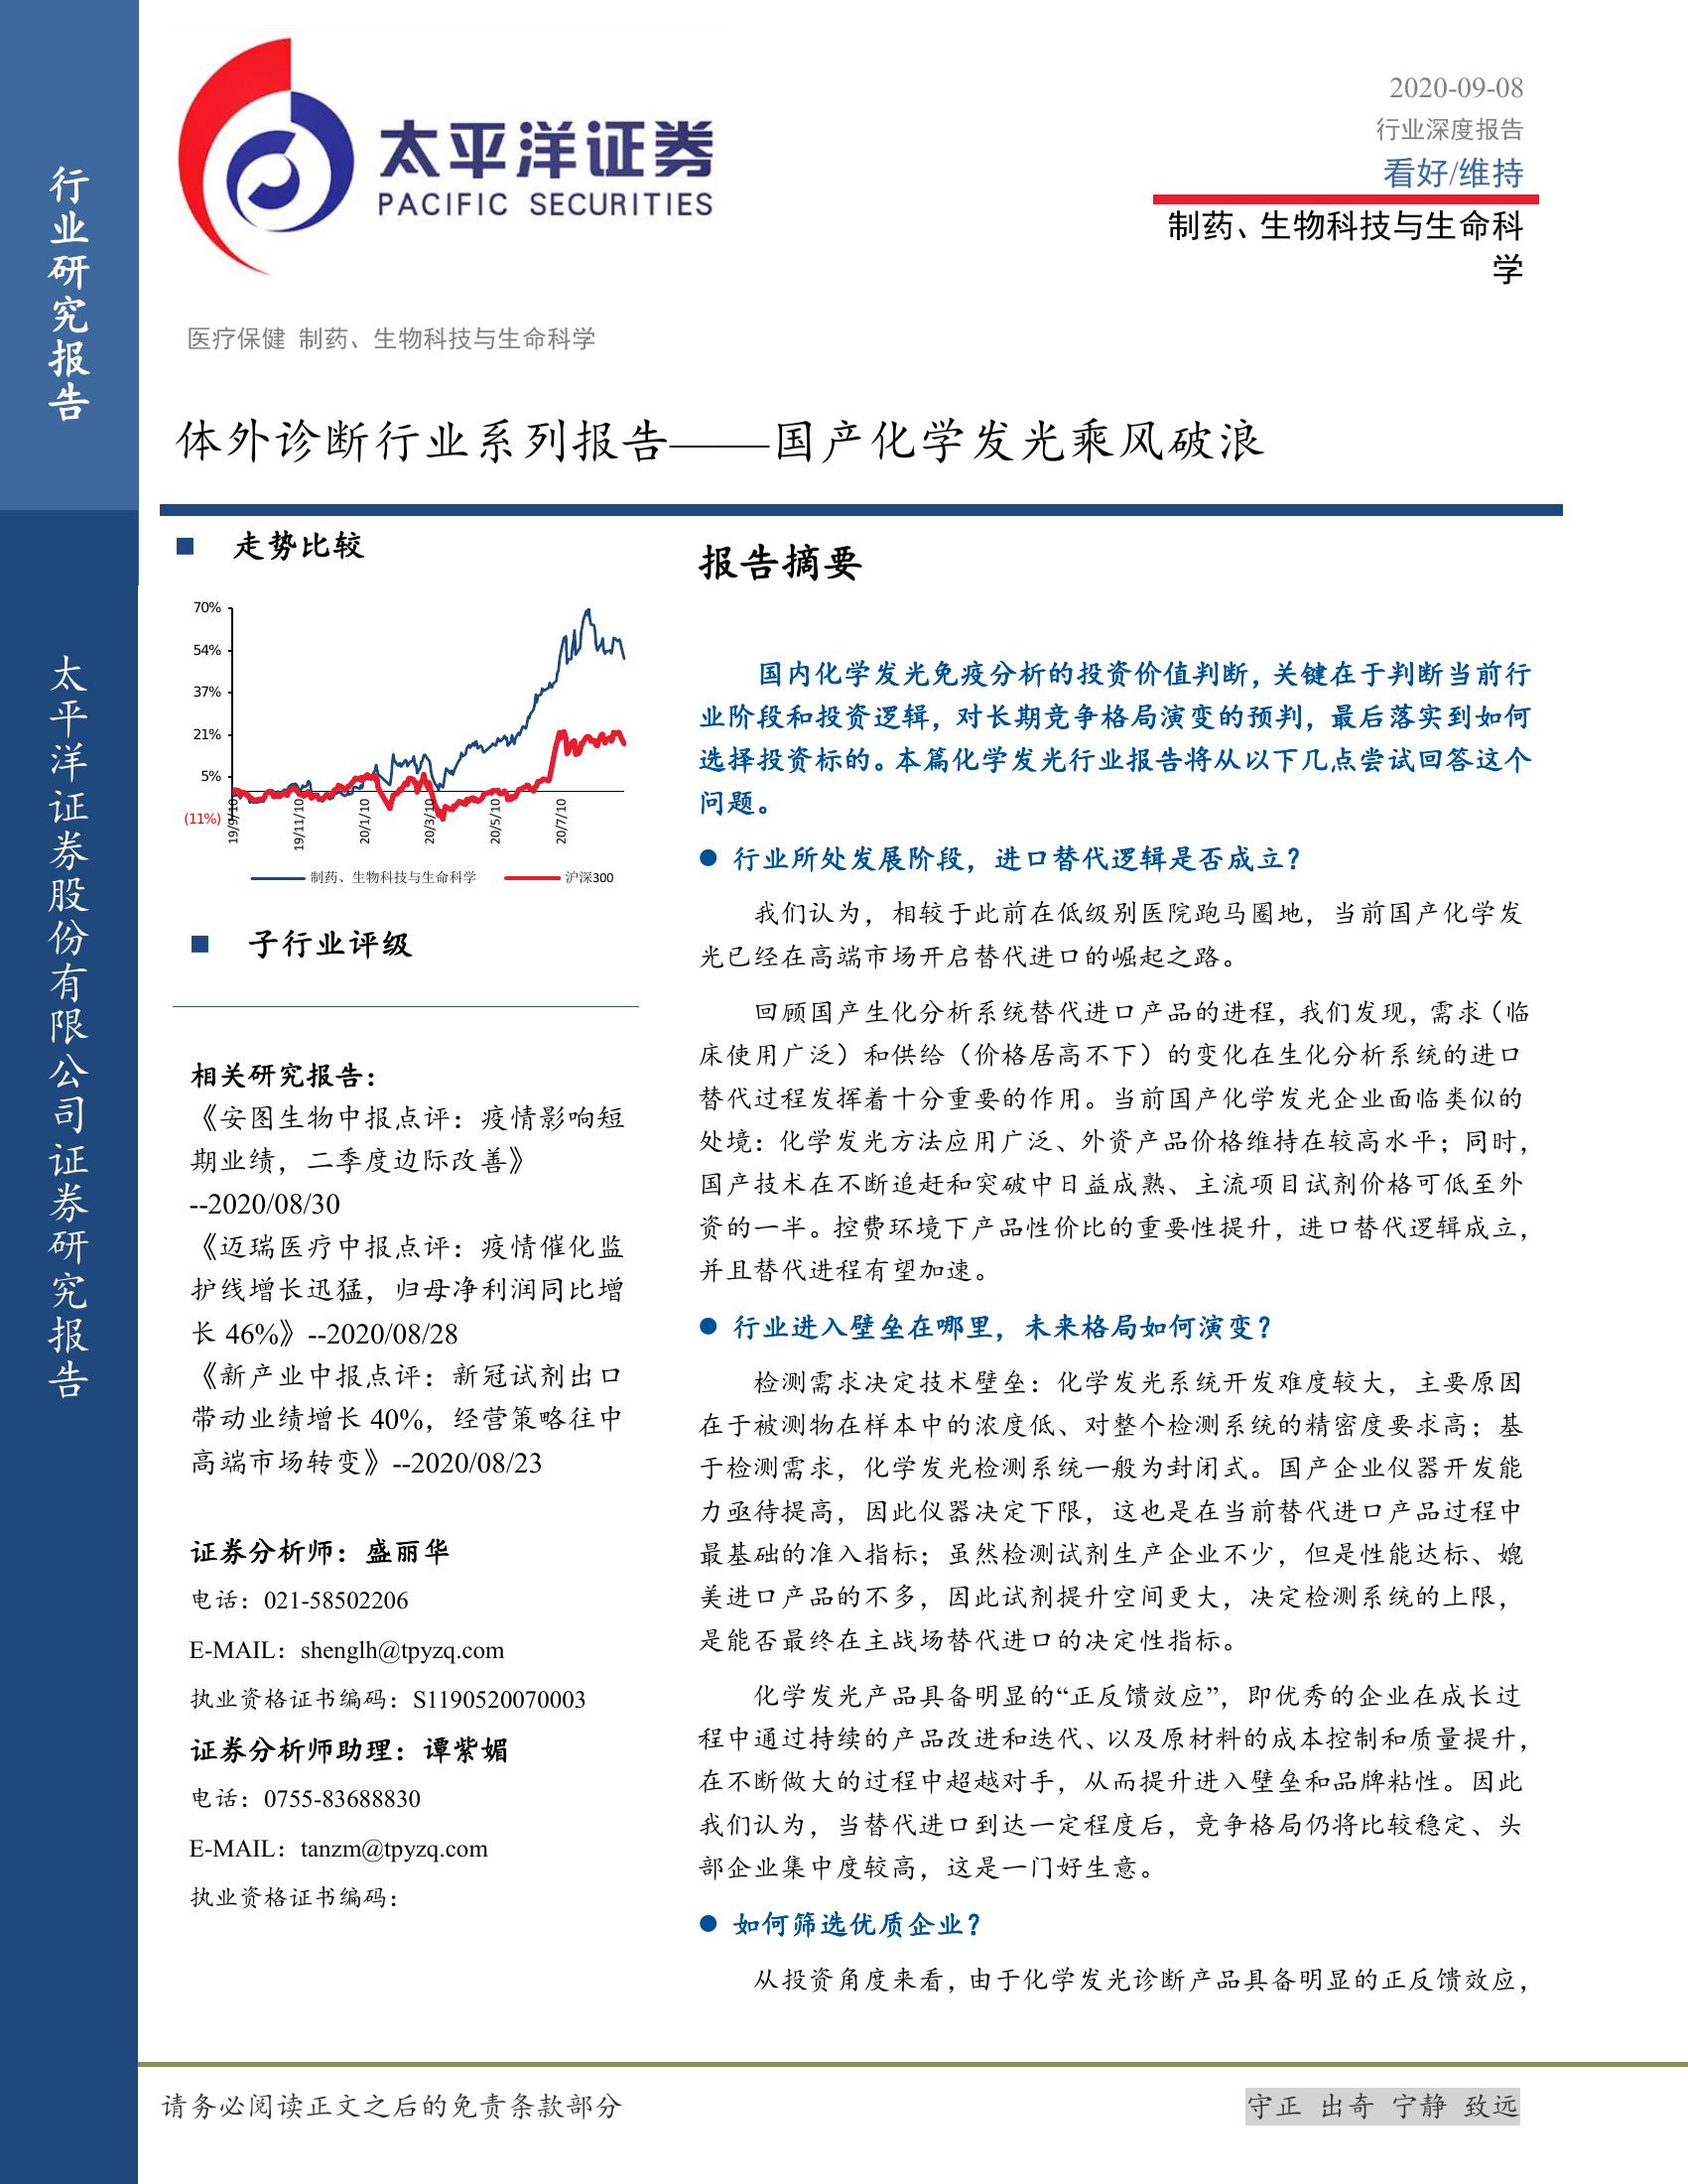 行业研究报告
太平洋证券股份有限公司证券研究报告
太平洋证券
PACIFIC SECURITIES
2020-09-08
行业深度报告
看好/维持
制药、生物科技与生命科
学
医疗保健 制药、生物科技与生命科学
体外诊断行业系列报告——国产化学发光乘风破浪
走势比较
70%
54%
37%
21%
5%
(11%)
19/9/10
19/11/10
20/1/10
20/3/10
20/5/10
20/7/10
制药、生物科技与生命科学
沪深300
子行业评级
相关研究报告：
《安图生物中报点评：疫情影响短
期业绩，二季度边际改善》
--2020/08/30
《迈瑞医疗中报点评：疫情催化监
护线增长迅猛，归母净利润同比增
长 46%》--2020/08/28
《新产业中报点评：新冠试剂出口
带动业绩增长 40%，经营策略往中
高端市场转变》--2020/08/23
证券分析师：盛丽华
电话：021-58502206
E-MAIL：shenglh@tpyzq.com
执业资格证书编码：S1190520070003
证券分析师助理：谭紫媚
电话：0755-83688830
E-MAIL：tanzm@tpyzq.com
执业资格证书编码：
报告摘要
国内化学发光免疫分析的投资价值判断，关键在于判断当前行
业阶段和投资逻辑，对长期竞争格局演变的预判，最后落实到如何
选择投资标的。本篇化学发光行业报告将从以下几点尝试回答这个
问题。
● 行业所处发展阶段，进口替代逻辑是否成立？
我们认为，相较于此前在低级别医院跑马圈地，当前国产化学发
光已经在高端市场开启替代进口的崛起之路。
回顾国产生化分析系统替代进口产品的进程，我们发现，需求（临
床使用广泛）和供给（价格居高不下）的变化在生化分析系统的进口
替代过程发挥着十分重要的作用。当前国产化学发光企业面临类似的
处境：化学发光方法应用广泛、外资产品价格维持在较高水平；同时，
国产技术在不断追赶和突破中日益成熟、主流项目试剂价格可低至外
资的一半。控费环境下产品性价比的重要性提升，进口替代逻辑成立，
并且替代进程有望加速。
● 行业进入壁垒在哪里，未来格局如何演变？
检测需求决定技术壁垒：化学发光系统开发难度较大，主要原因
在于被测物在样本中的浓度低、对整个检测系统的精密度要求高；基
于检测需求，化学发光检测系统一般为封闭式。国产企业仪器开发能
力亟待提高，因此仪器决定下限，这也是在当前替代进口产品过程中
最基础的准入指标；虽然检测试剂生产企业不少，但是性能达标、媲
美进口产品的不多，因此试剂提升空间更大，决定检测系统的上限，
是能否最终在主战场替代进口的决定性指标。
化学发光产品具备明显的“正反馈效应”，即优秀的企业在成长过
程中通过持续的产品改进和迭代、以及原材料的成本控制和质量提升，
在不断做大的过程中超越对手，从而提升进入壁垒和品牌粘性。因此
我们认为，当替代进口到达一定程度后，竞争格局仍将比较稳定、头
部企业集中度较高，这是一门好生意。
● 如何筛选优质企业？
从投资角度来看，由于化学发光诊断产品具备明显的正反馈效应，
请务必阅读正文之后的免责条款部分
守正 出奇 宁静 致远